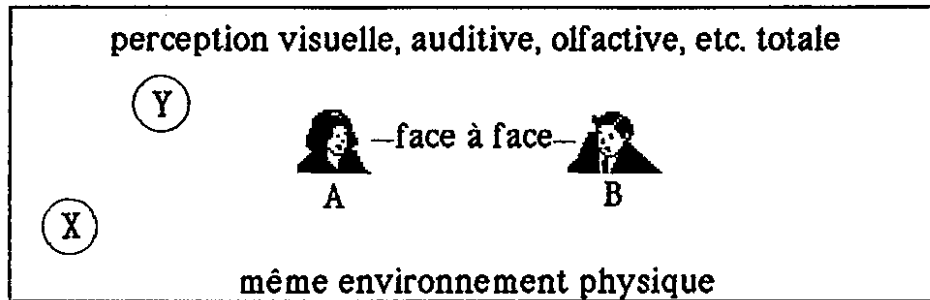 perception visuelle, auditive, olfactive, etc. totale
Y
face à face
A
B
X
même environnement physique